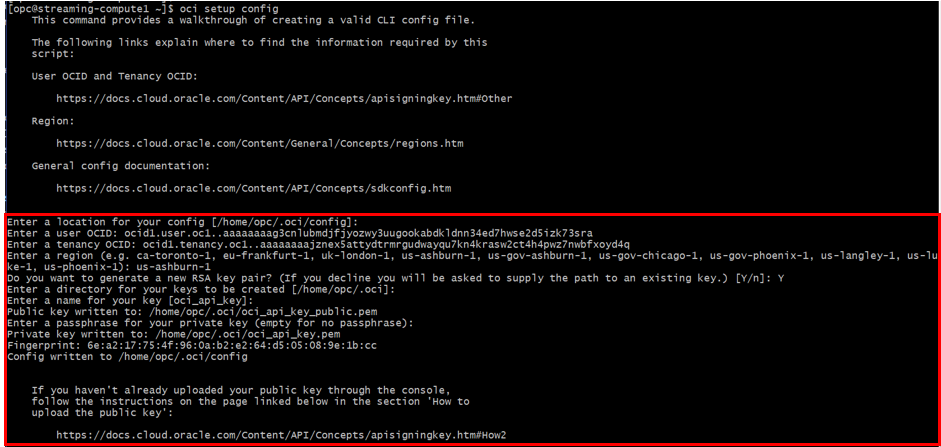 [opc@streaming-compute1 ~]$ oci setup config
This command provides a walkthrough of creating a valid CLI config file.
The following links explain where to find the information required by this
script:
User OCID and Tenancy OCID:
https://docs.cloud.oracle.com/Content/API/Concepts/apisigningkey.htm#Other
Region:
https://docs.cloud.oracle.com/Content/General/Concepts/regions.htm
General config documentation:
https://docs.cloud.oracle.com/Content/API/Concepts/sdkconfig.htm
Enter a location for your config [/home/opc/.oci/config]:
Enter a user OCID: ocid1.user.oc1..aaaaaaaag3cnlubmdjfjyozwy3uugookabdkldnn34ed7hwse2d5izk73sra
Enter a tenancy OCID: ocid1.tenancy.oc1..aaaaaaaajznex5attydtrmrgudwayqu7kn4krasw2ct4h4pwz7nwbfxoyd4q
Enter a region (e.g. ca-toronto-1, eu-frankfurt-1, uk-london-1, us-ashburn-1, us-gov-ashburn-1, us-gov-chicago-1, us-gov-phoenix-1, us-langley-1, us-lu
ke-1, us-phoenix-1): us-ashburn-1
Do you want to generate a new RSA key pair? (If you decline you will be asked to supply the path to an existing key.) [Y/n]: Y
Enter a directory for your keys to be created [/home/opc/.oci]:
Enter a name for your key [oci_api_key]:
Public key written to: /home/opc/.oci/oci_api_key_public.pem
Enter a passphrase for your private key (empty for no passphrase):
Private key written to: /home/opc/.oci/oci_api_key.pem
Fingerprint: 6e:a2:17:75:4f:96:0a:b2:e2:64:d5:05:08:9e:1b:cc
Config written to /home/opc/.oci/config
If you haven't already uploaded your public key through the console,
follow the instructions on the page linked below in the section 'How to
upload the public key':
https://docs.cloud.oracle.com/Content/API/Concepts/apisigningkey.htm#How2